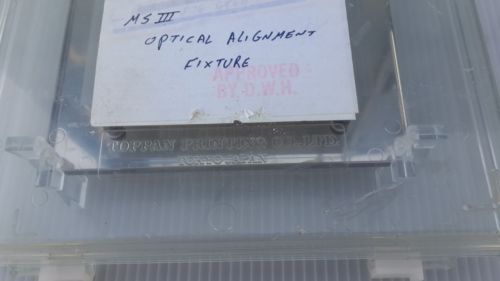 MS III
OPTICAL ALIGNMENT
FIXTURE
APPROVED
BY D.W.H.
TOPPAN PRINTING CO., LTD.